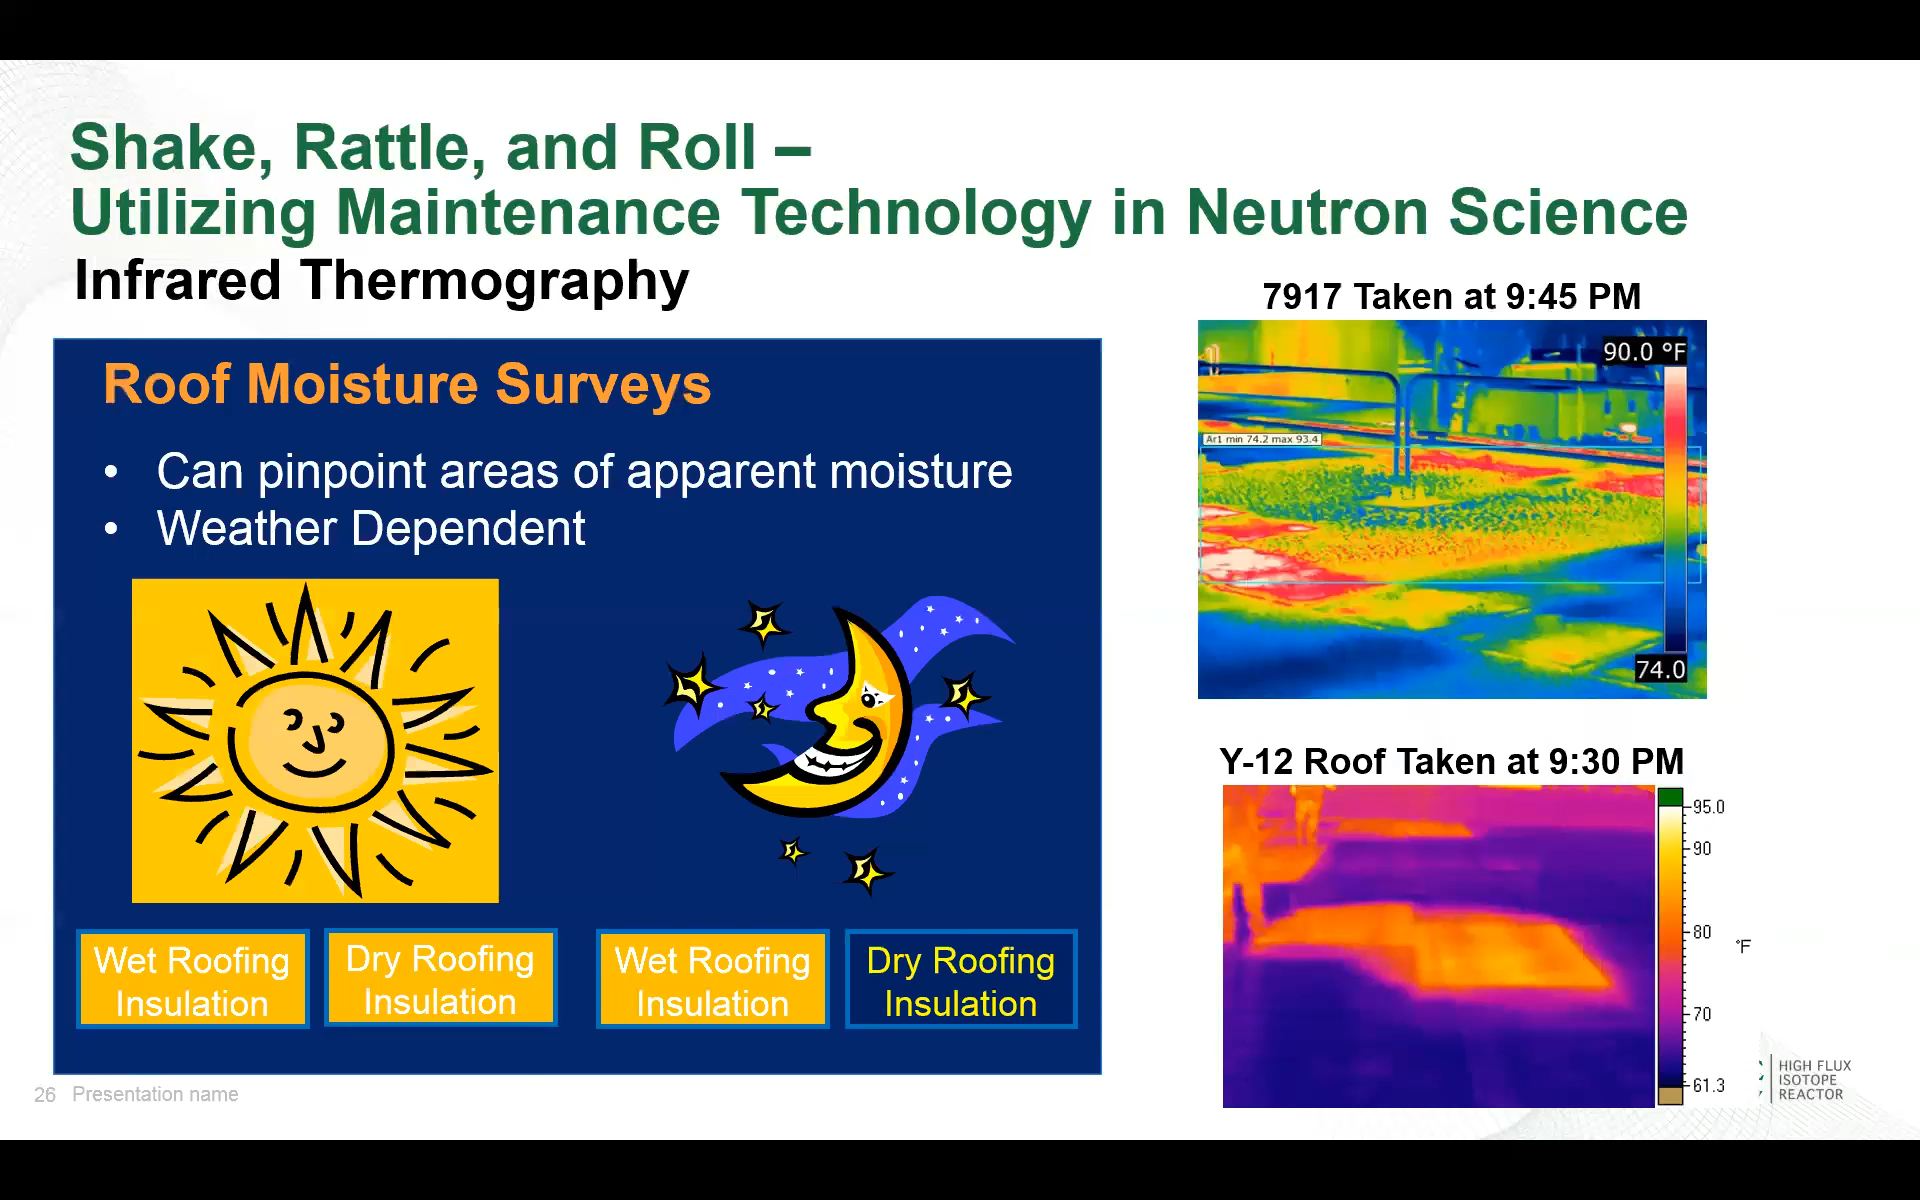 Shake, Rattle, and Roll –
Utilizing Maintenance Technology in Neutron Science
Infrared Thermography
Roof Moisture Surveys
• Can pinpoint areas of apparent moisture
• Weather Dependent
Wet Roofing
Insulation
Dry Roofing
Insulation
Wet Roofing
Insulation
Dry Roofing
Insulation
7917 Taken at 9:45 PM
90.0 °F
Ar1 min 74.2 max 93.4
74.0
Y-12 Roof Taken at 9:30 PM
95.0
90
80
°F
70
61.3
26 Presentation name
HIGH FLUX
ISOTOPE
REACTOR